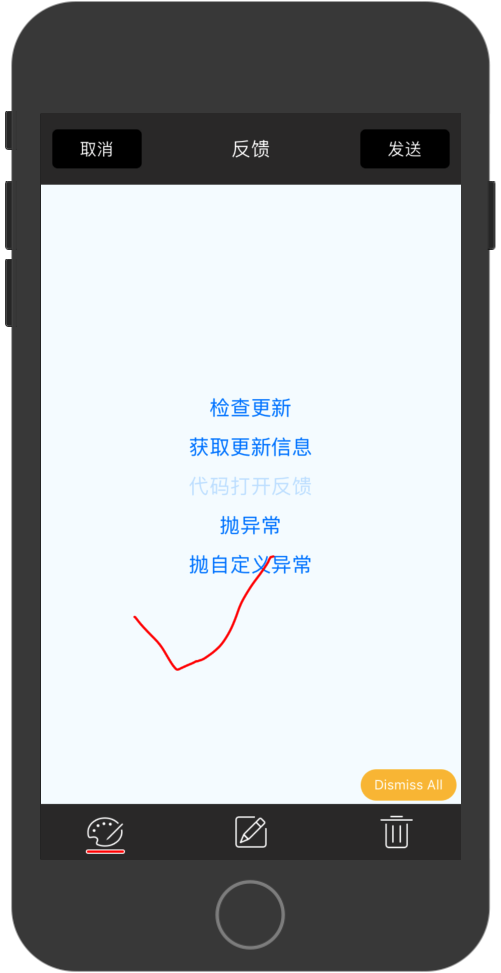 取消 反馈 发送
检查更新
获取更新信息
代码打开反馈
抛异常
抛自定义异常
Dismiss All